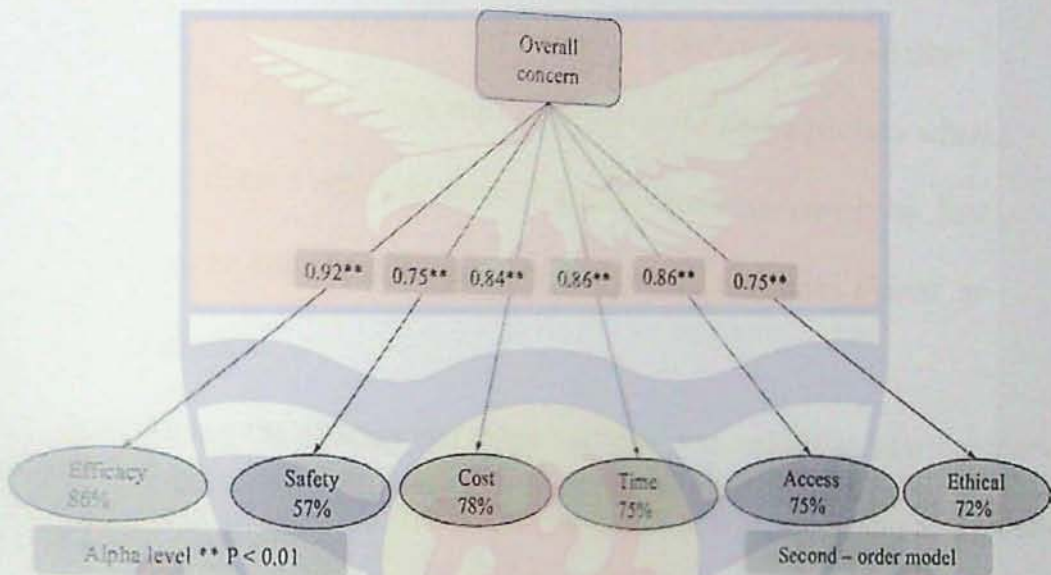 Overall
concern
0.92** 0.75** 0.84** 0.86** 0.86** 0.75**
Efficacy
86%
Safety
57%
Cost
78%
Time
75%
Access
75%
Ethical
72%
Alpha level ** P < 0.01
Second – order model